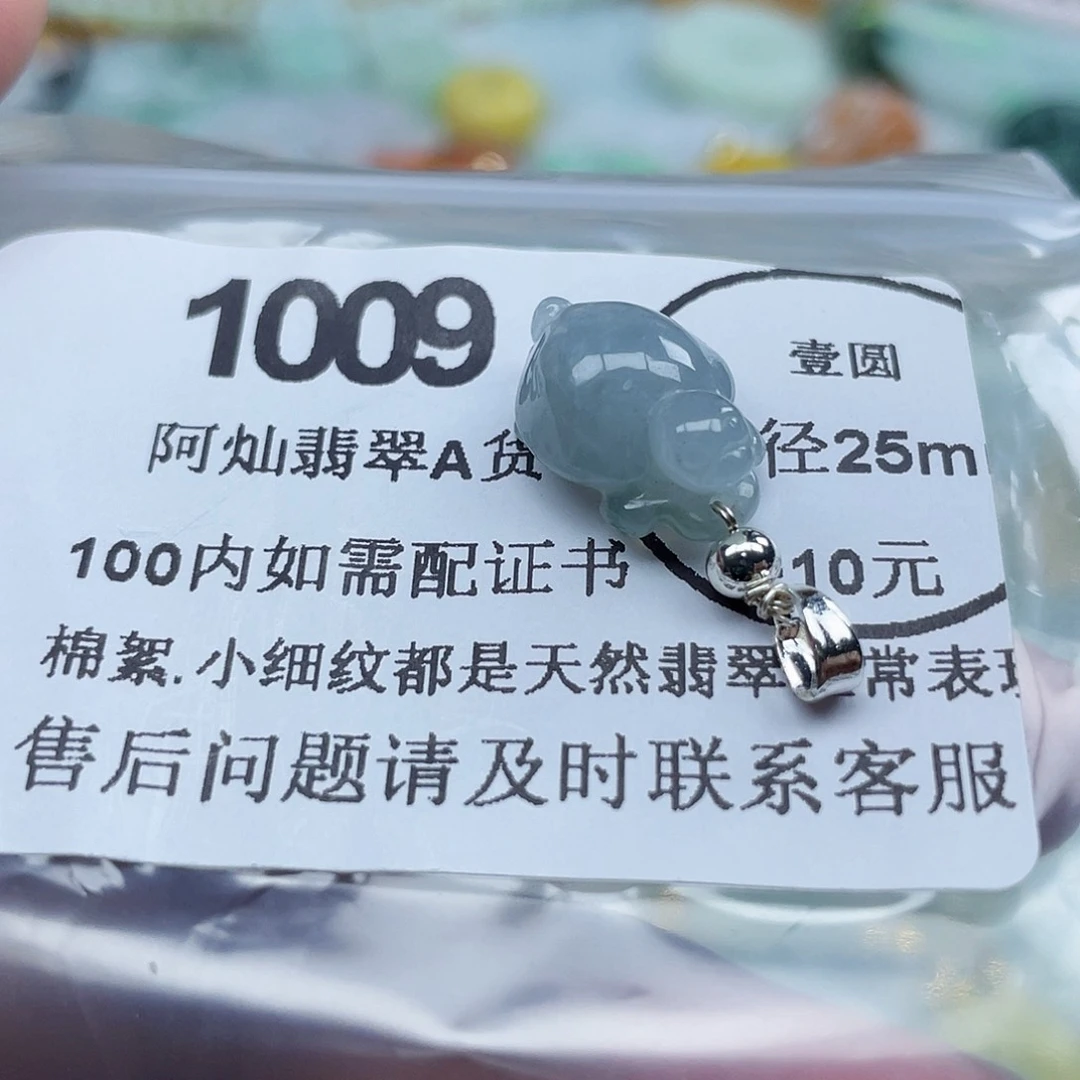 1009
壹圆
阿灿翡翠A货 径25m
100内如需配证书 10元
棉絮.小细纹都是天然翡翠 常表
售后问题请及时联系客服